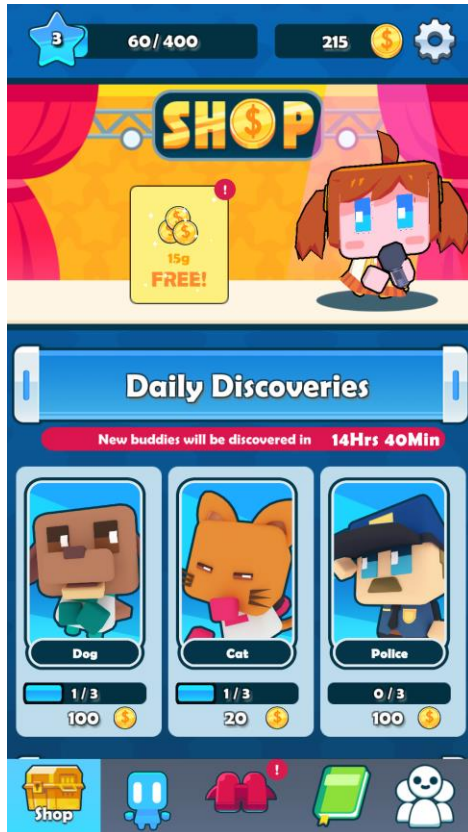 3
60/400
215
SHOP
!
15g
FREE!
Daily Discoveries
New buddies will be discovered in 14Hrs 40Min
Dog
Cat
Police
1/3
1/3
0/3
100
20
100
!
Shop